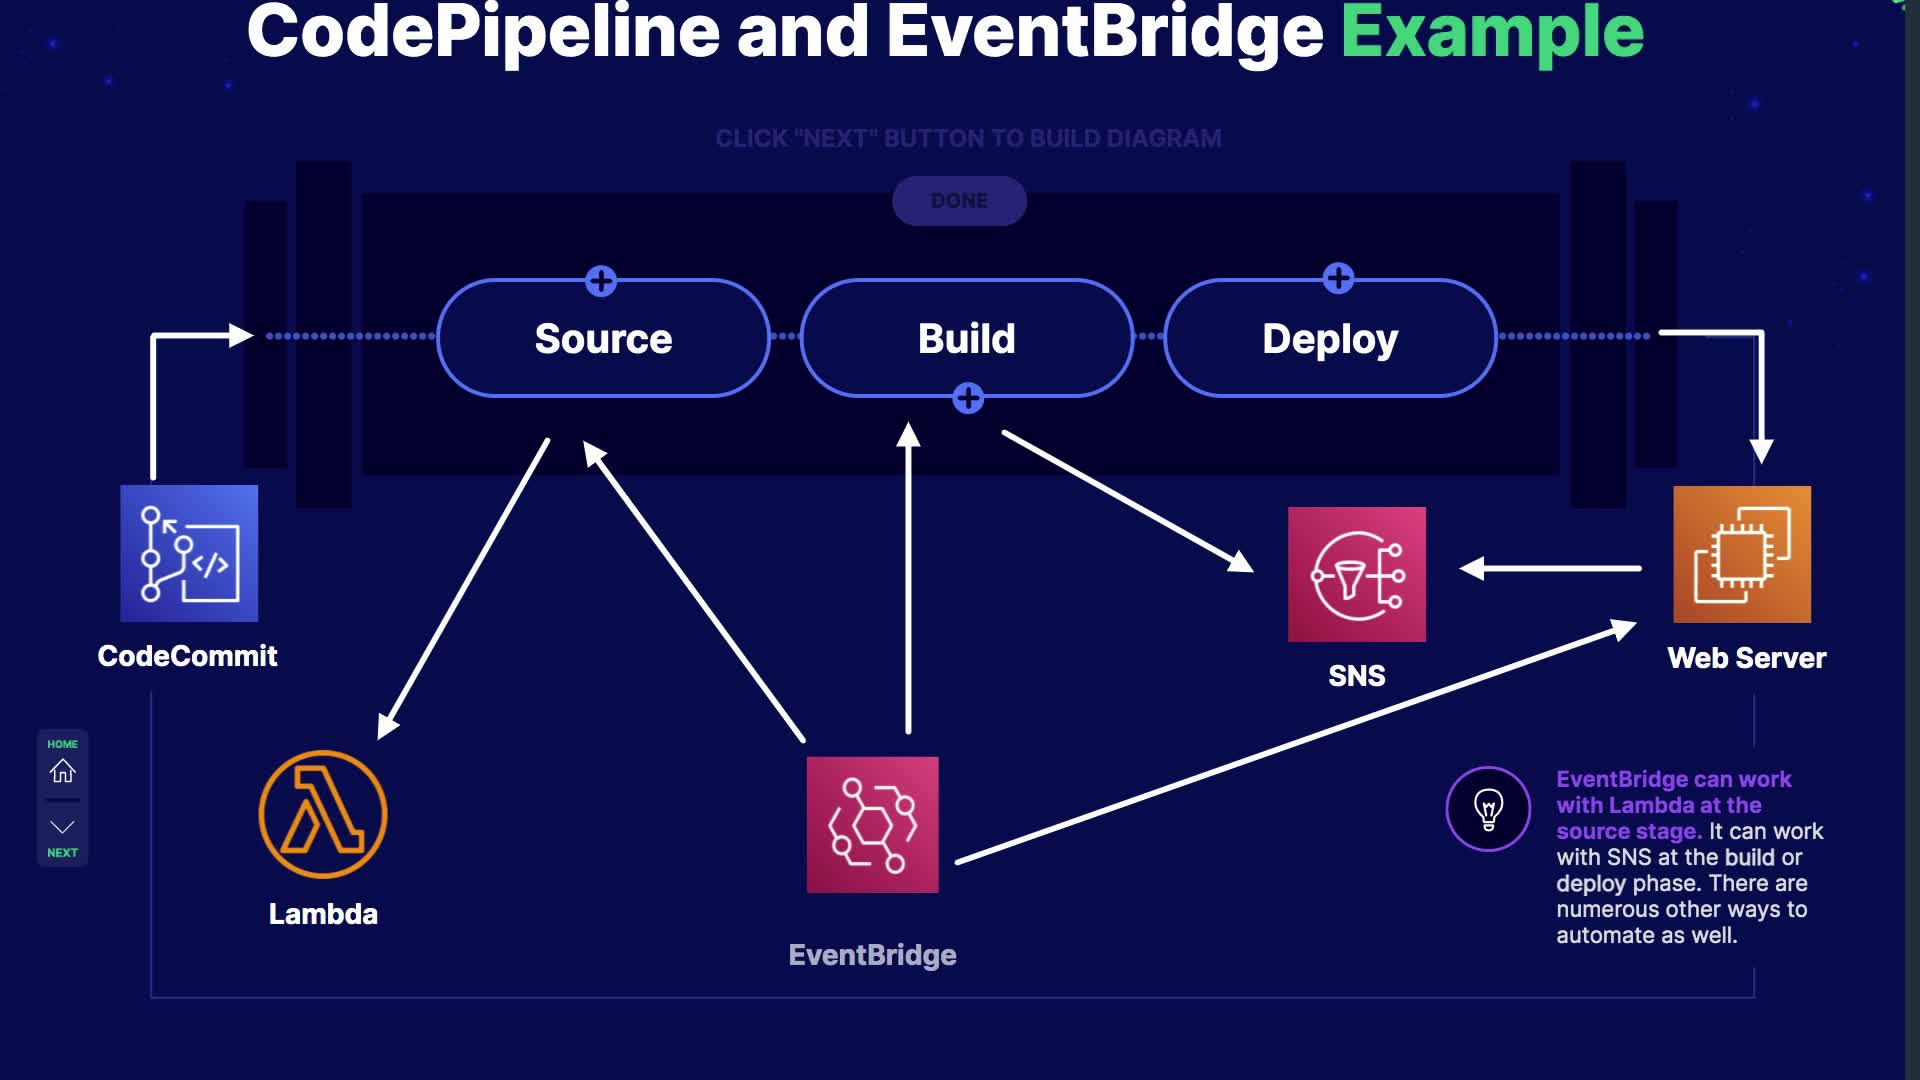 CodePipeline and EventBridge Example
CLICK "NEXT" BUTTON TO BUILD DIAGRAM
DONE
Source
Build
Deploy
CodeCommit
SNS
Web Server
HOME
NEXT
Lambda
EventBridge
EventBridge can work
with Lambda at the
source stage. It can work
with SNS at the build or
deploy phase. There are
numerous other ways to
automate as well.